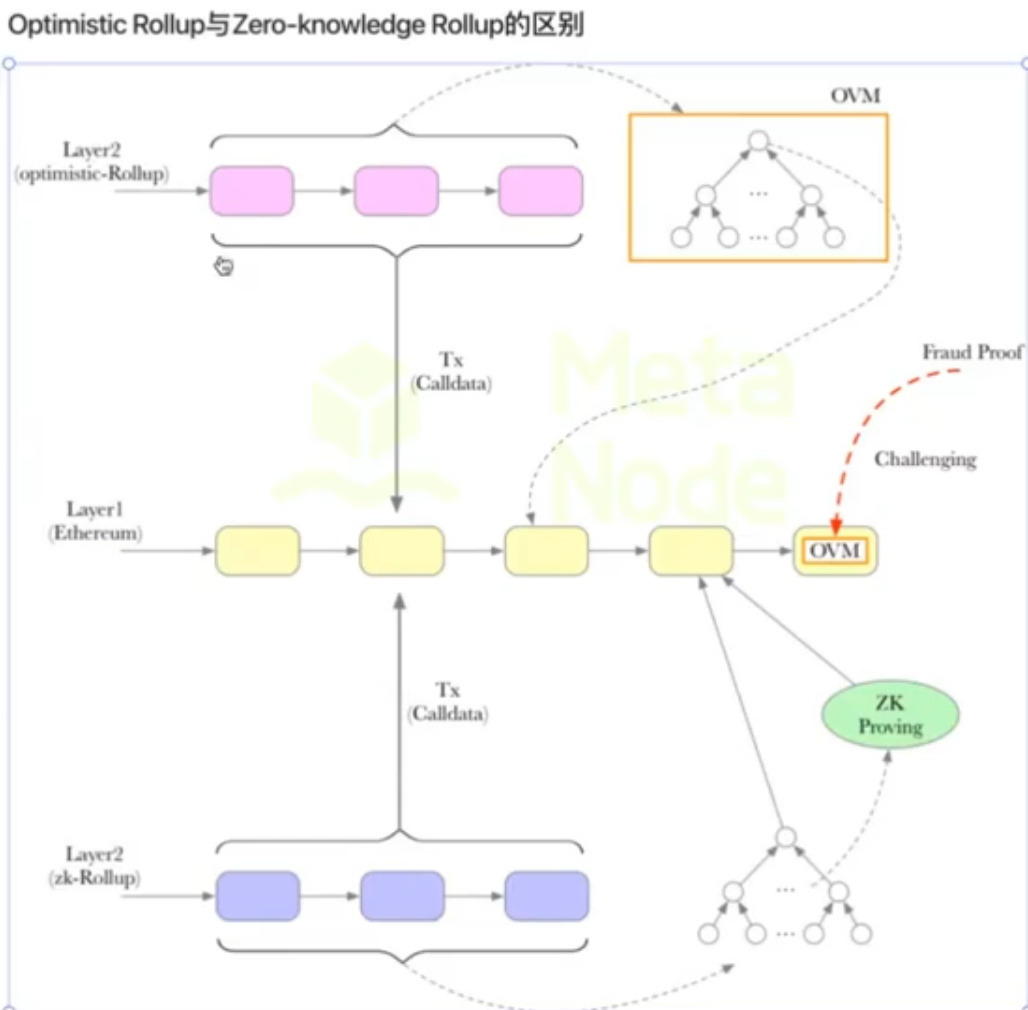 Optimistic Rollup与Zero-knowledge Rollup的区别
OVM
Layer2
(optimistic-Rollup)
Tx
(Calldata)
Meta
Node
Fraud Proof
Challenging
Layer1
(Ethereum)
OVM
Tx
(Calldata)
ZK
Proving
Layer2
(zk-Rollup)